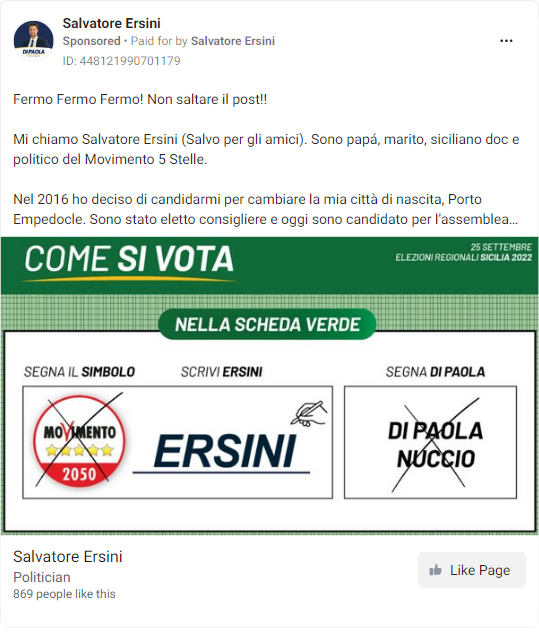 Salvatore Ersini
Sponsored • Paid for by Salvatore Ersini
ID: 448121990701179
Fermo Fermo Fermo! Non saltare il post!!
Mi chiamo Salvatore Ersini (Salvo per gli amici). Sono papá, marito, siciliano doc e
politico del Movimento 5 Stelle.
Nel 2016 ho deciso di candidarmi per cambiare la mia città di nascita, Porto
Empedocle. Sono stato eletto consigliere e oggi sono candidato per l'assemblea...
COME SI VOTA
25 SETTEMBRE
ELEZIONI REGIONALI SICILIA 2022
NELLA SCHEDA VERDE
SEGNA IL SIMBOLO
SCRIVI ERSINI
SEGNA DI PAOLA
MOVIMENTO
2050
ERSINI
DI PAOLA
NUCCIO
Salvatore Ersini
Politician
869 people like this
Like Page
DI PAOLA